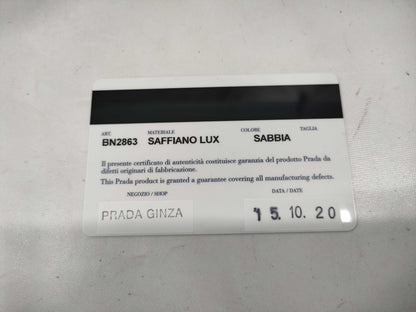 ART. MATERIALE COLORE TAGLIA
BN2863 SAFFIANO LUX SABBIA
Il presente certificato di autenticità costituisce garanzia del prodotto Prada da
difetti originari di fabbricazione.
This Prada product is granted a guarantee covering all manufacturing defects.
NEGOZIO / SHOP DATA / DATE
PRADA GINZA 15. 10. 20